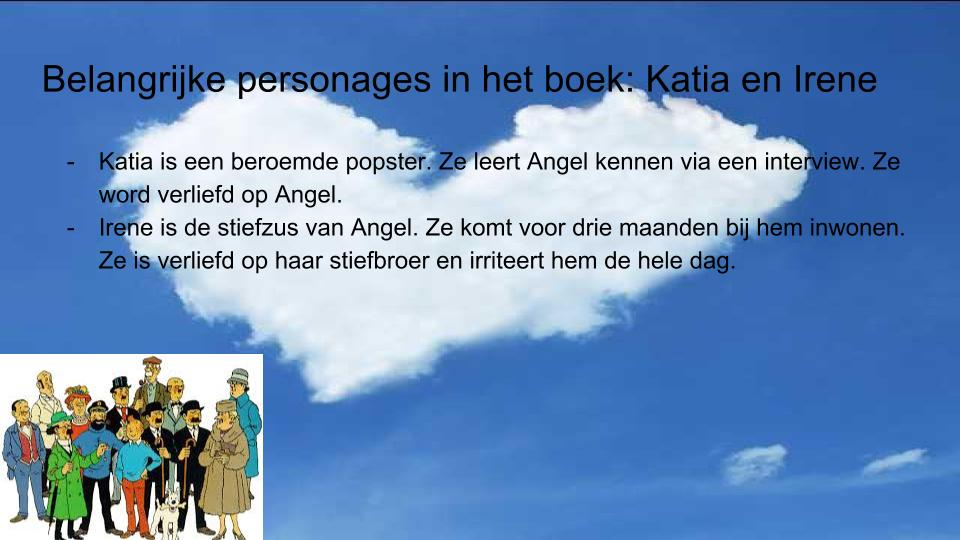 Belangrijke personages in het boek: Katia en Irene
- Katia is een beroemde popster. Ze leert Angel kennen via een interview. Ze
word verliefd op Angel.
- Irene is de stiefzus van Angel. Ze komt voor drie maanden bij hem inwonen.
Ze is verliefd op haar stiefbroer en irriteert hem de hele dag.